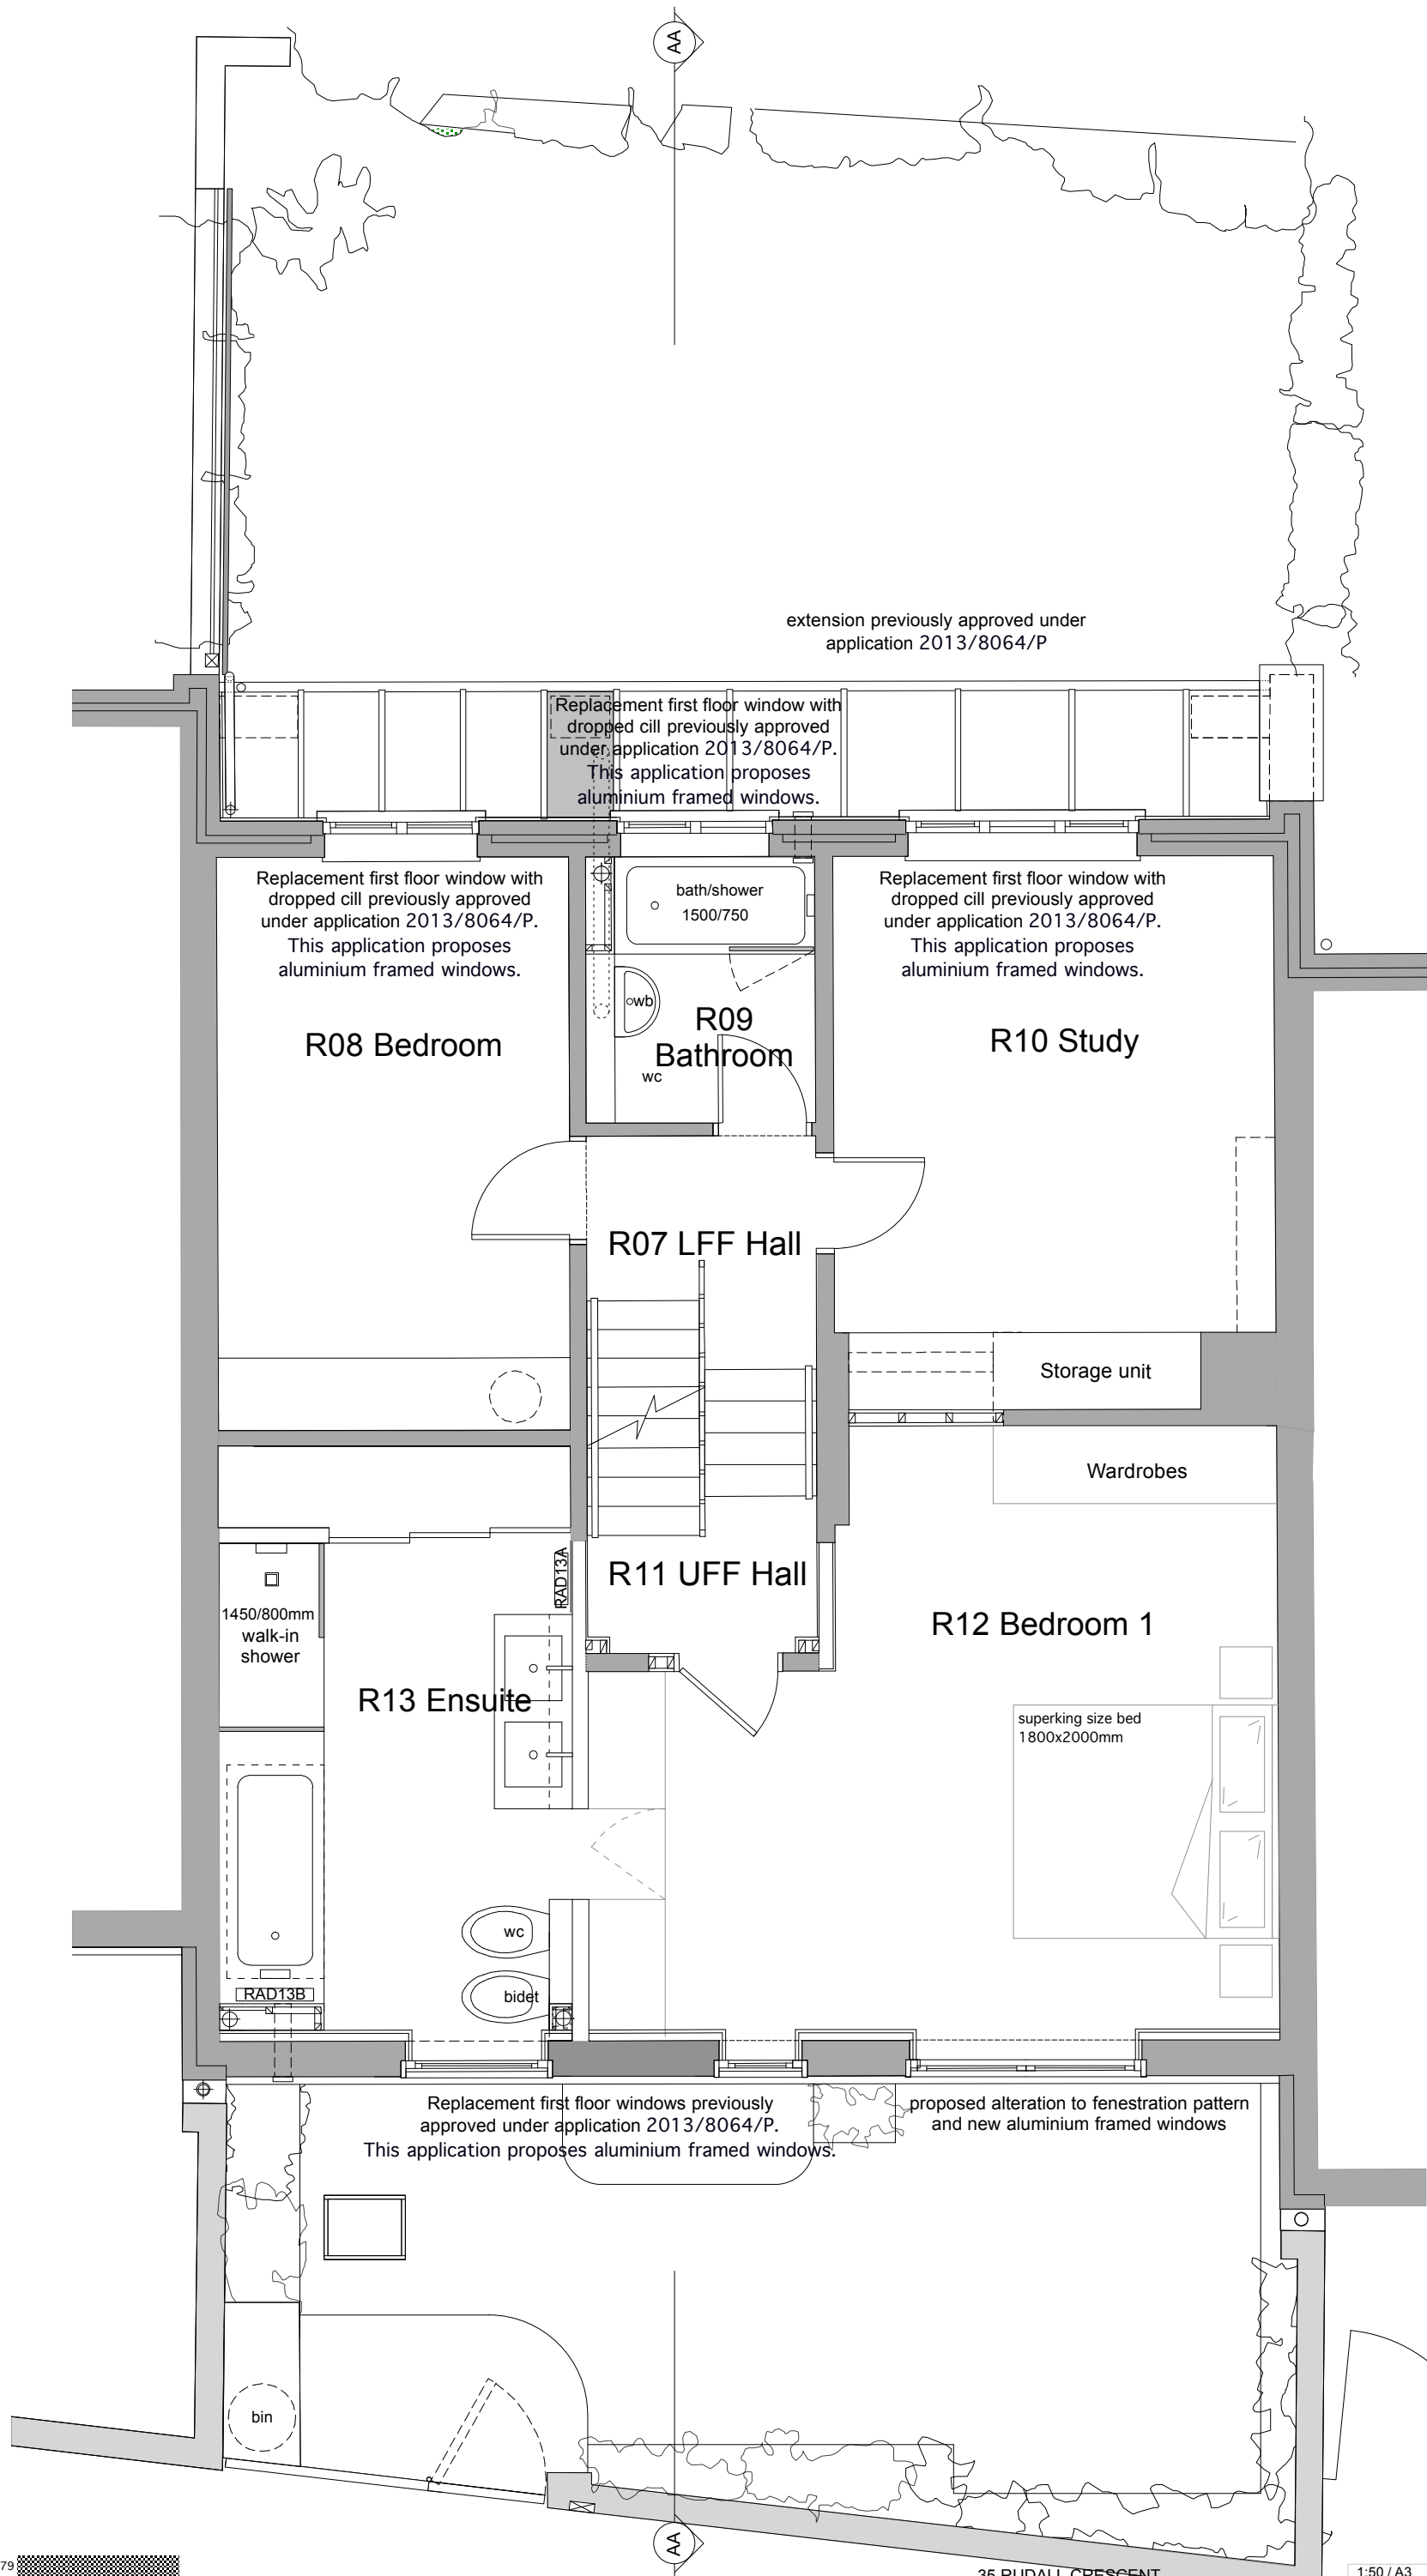 AA
extension previously approved under
application 2013/8064/P
Replacement first floor window with
dropped cill previously approved
under application 2013/8064/P.
This application proposes
aluminium framed windows.
Replacement first floor window with
dropped cill previously approved
under application 2013/8064/P.
This application proposes
aluminium framed windows.
bath/shower
1500/750
Replacement first floor window with
dropped cill previously approved
under application 2013/8064/P.
This application proposes
aluminium framed windows.
wb
R09
Bathroom
wc
R08 Bedroom
R10 Study
R07 LFF Hall
Storage unit
Wardrobes
R11 UFF Hall
RAD13A
1450/800mm
walk-in
shower
R12 Bedroom 1
R13 Ensuite
superking size bed
1800x2000mm
wc
bidet
RAD13B
Replacement first floor windows previously
approved under application 2013/8064/P.
This application proposes aluminium framed windows.
proposed alteration to fenestration pattern
and new aluminium framed windows
bin
AA
79
35 RUDALL CRESCENT
1:50 / A3